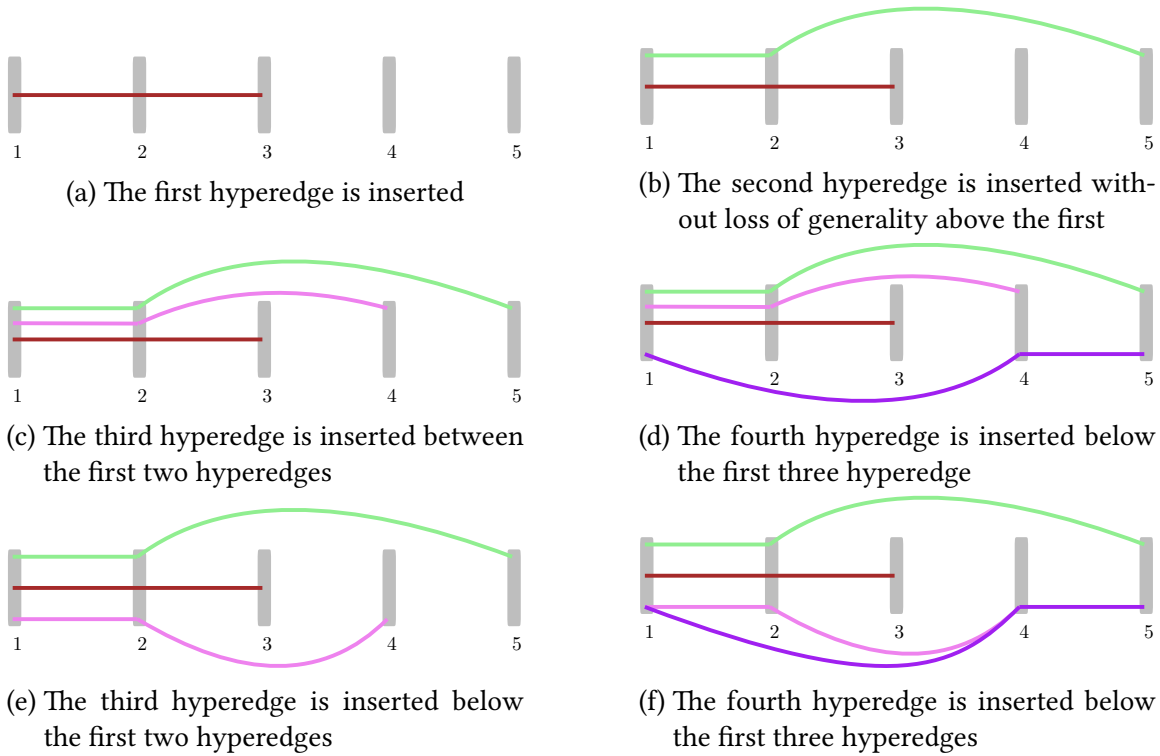 1 2 3 4 5
(a) The first hyperedge is inserted
1 2 3 4 5
(b) The second hyperedge is inserted with-
out loss of generality above the first
1 2 3 4 5
(c) The third hyperedge is inserted between
the first two hyperedges
1 2 3 4 5
(d) The fourth hyperedge is inserted below
the first three hyperedge
1 2 3 4 5
(e) The third hyperedge is inserted below
the first two hyperedges
1 2 3 4 5
(f) The fourth hyperedge is inserted below
the first three hyperedges